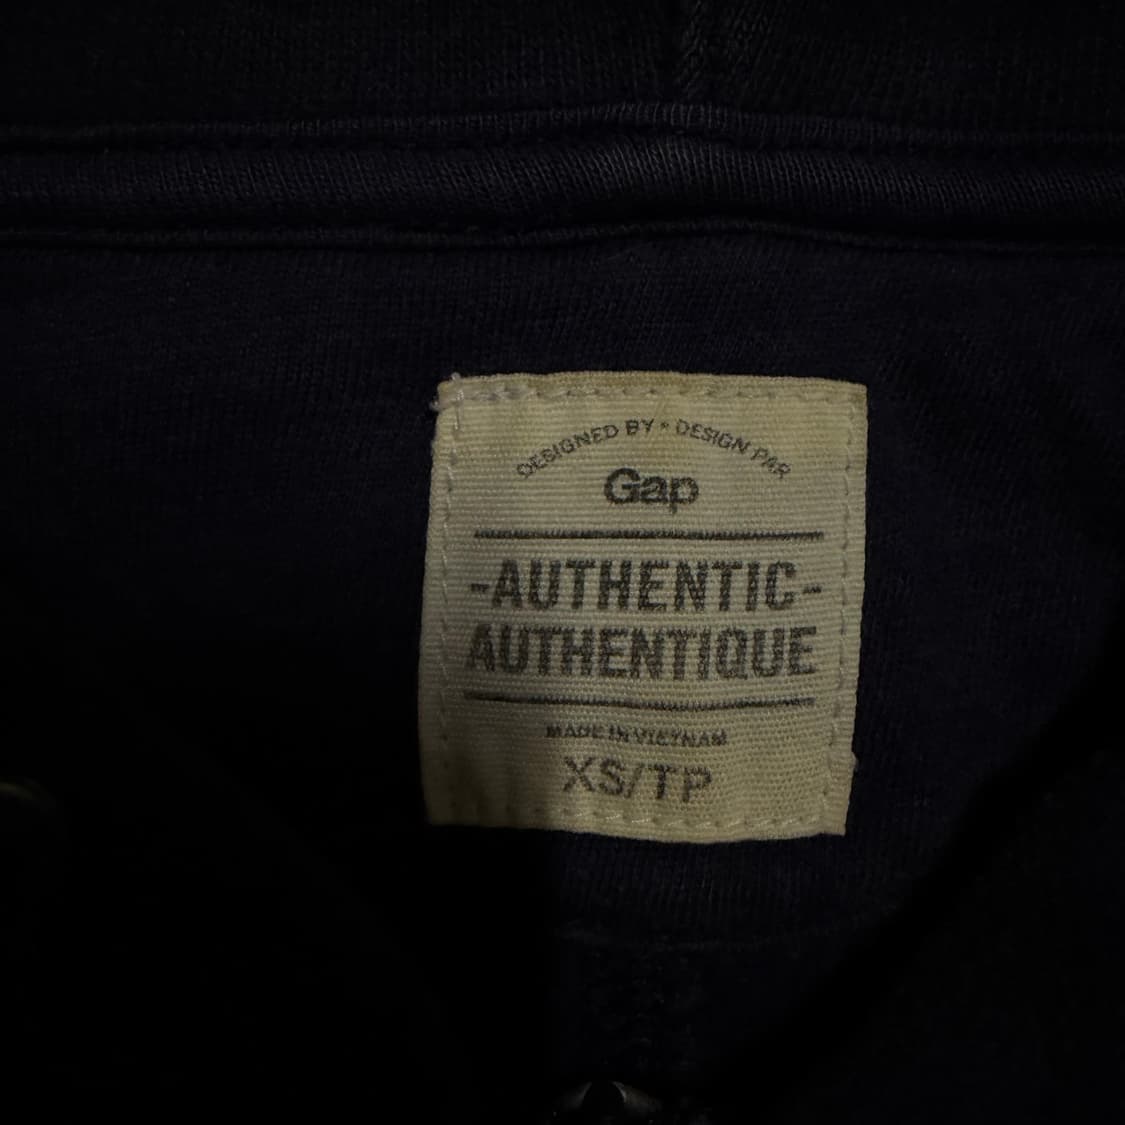 DESIGNED BY • DESIGN PAR
Gap
-AUTHENTIC-
AUTHENTIQUE
MADE IN VIETNAM
XS/TP